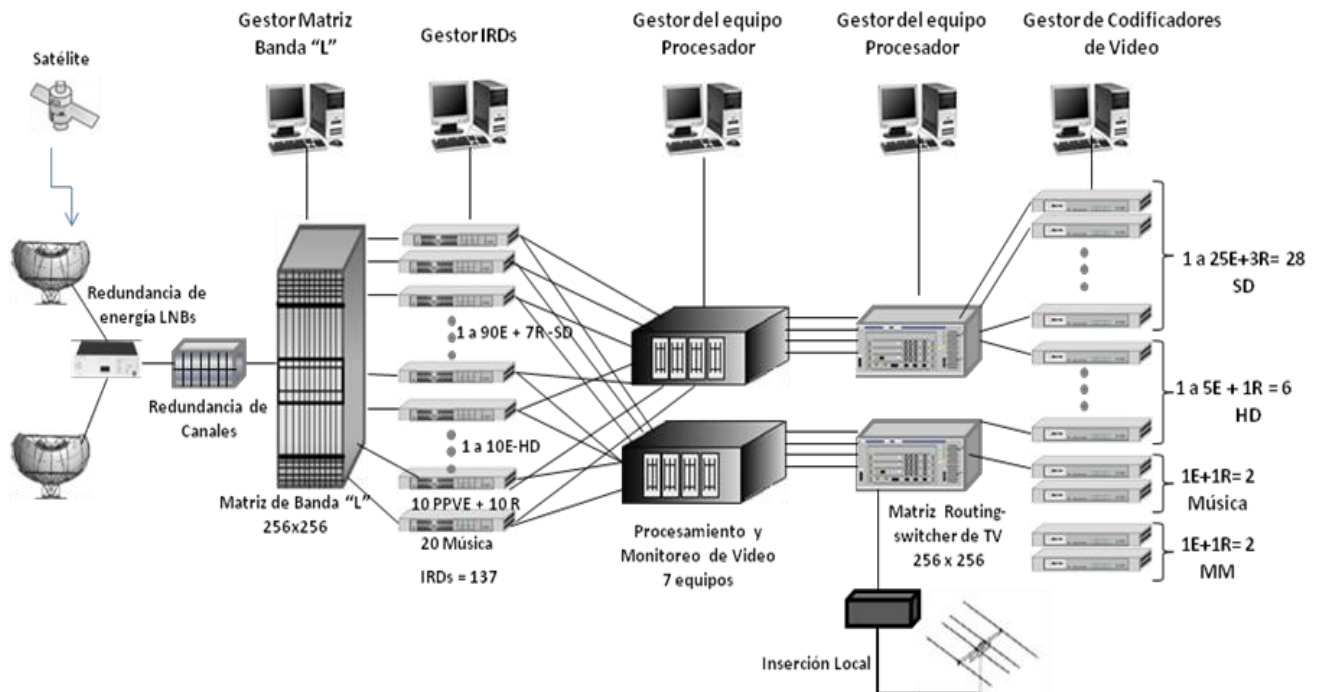 Gestor Matriz
Banda “L”
Gestor IRDs
Gestor del equipo
Procesador
Gestor del equipo
Procesador
Gestor de Codificadores
de Video
Satélite
Redundancia de
energía LNBs
Redundancia de
Canales
Matriz de Banda “L”
256x256
1 a 90E + 7R -SD
1 a 10E-HD
10 PPVE + 10 R
20 Música
IRDs = 137
Procesamiento y
Monitoreo de Video
7 equipos
Matriz Routing-
switcher de TV
256 x 256
Inserción Local
1 a 25E+3R= 28
SD
1 a 5E + 1R = 6
HD
1E+1R= 2
Música
1E+1R= 2
MM